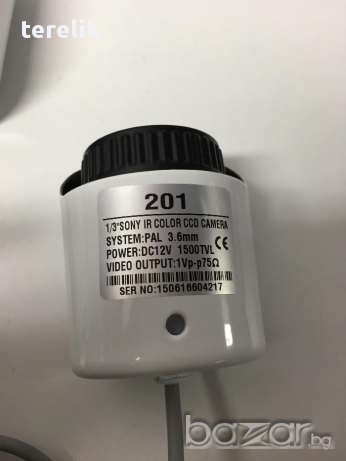 terelik
201
1/3"SONY IR COLOR CCD CAMERA
SYSTEM:PAL 3.6mm
POWER:DC12V 1500TVL
CE
VIDEO OUTPUT:1Vp-p75Ω
SER NO:150616604217
bazar.bg